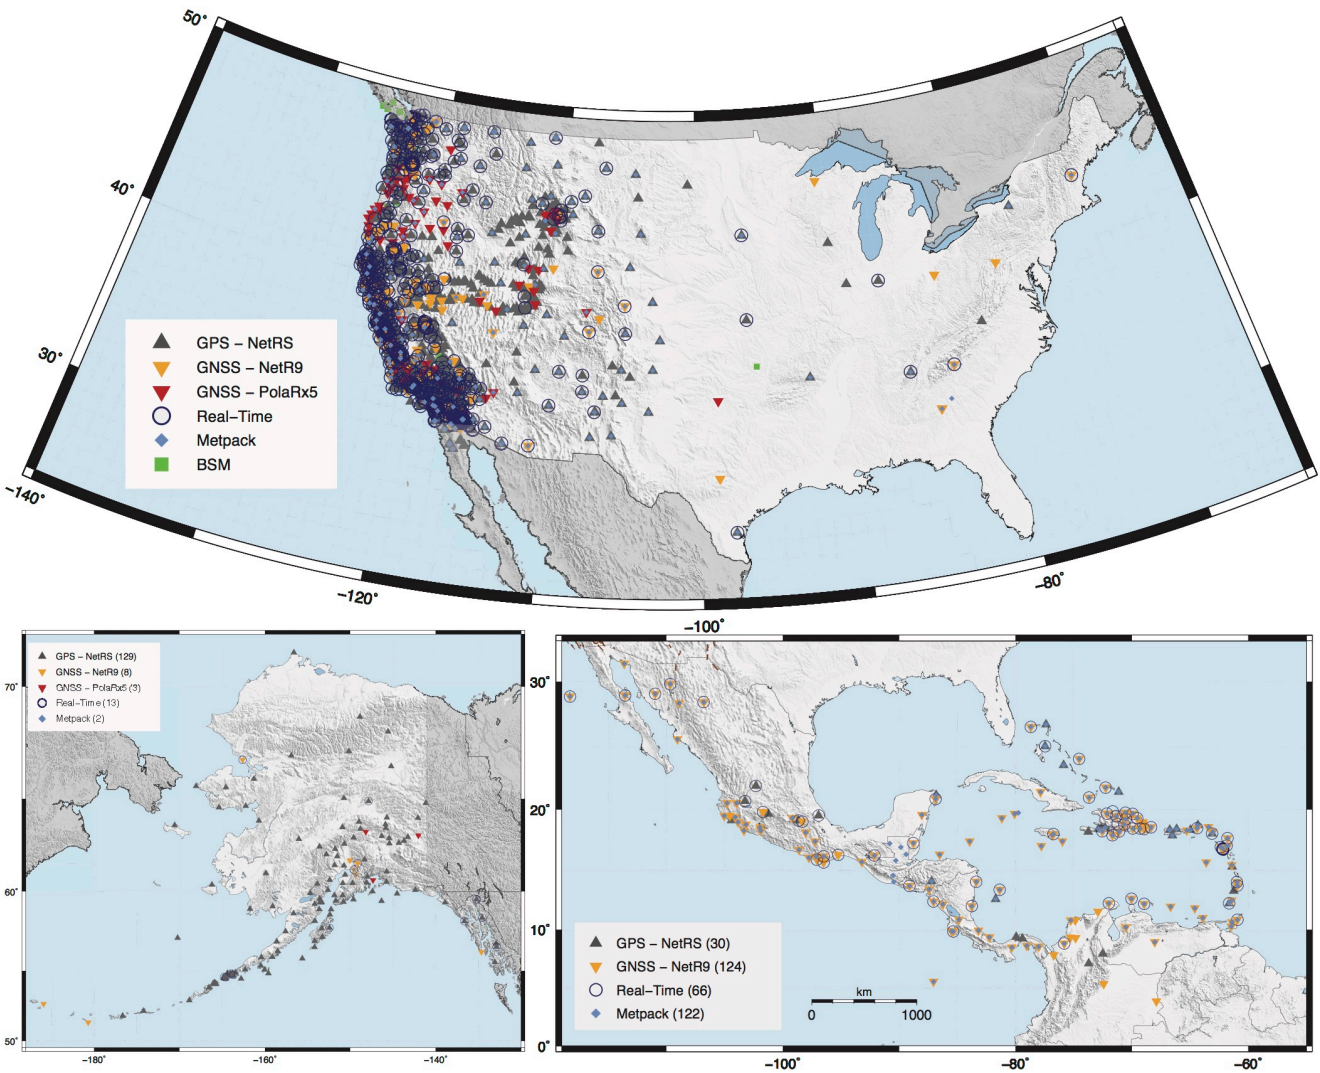 50°
40°
30°
GPS – NetRS
GNSS – NetR9
GNSS – PolaRx5
Real–Time
Metpack
BSM
−140°
−120°
−100°
−80°
GPS – NetRS (129)
GNSS – NetR9 (8)
GNSS – PolaRx5 (3)
Real–Time (13)
Metpack (2)
70°
60°
50°
−180°
−160°
−140°
30°
20°
10°
0°
GPS – NetRS (30)
GNSS – NetR9 (124)
Real–Time (66)
Metpack (122)
km
0 1000
−100°
−80°
−60°